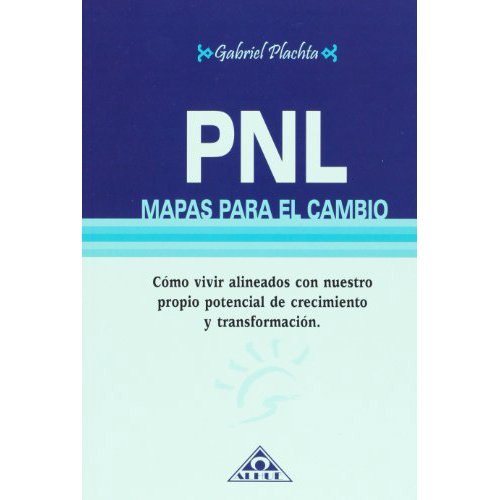 Gabriel Plachta
PNL
MAPAS PARA EL CAMBIO
Cómo vivir alineados con nuestro
propio potencial de crecimiento
y transformación.